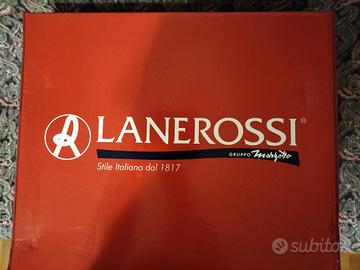 LANEROSSI®
GRUPPO Marzotto
Stile Italiano dal 1817
subito